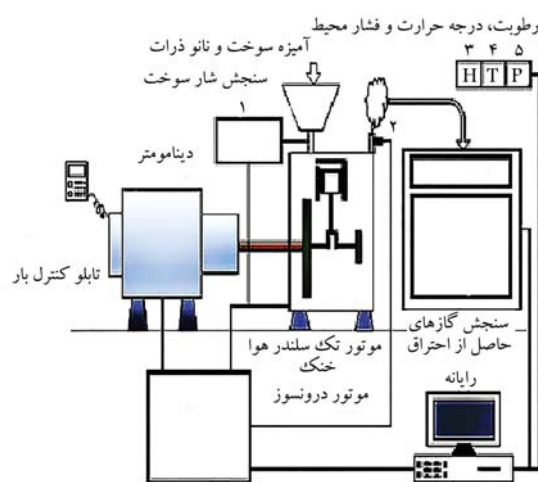 رطوبت، درجه حرارت و فشار محیط
۳ ۴ ۵
H T P
آمیزه سوخت و نانو ذرات
سنجش شار سوخت
۱
۲
دینامومتر
تابلو کنترل بار
سنجش گازهای
حاصل از احتراق
موتور تک سلندر هوا
خنک
موتور درونسوز
رایانه